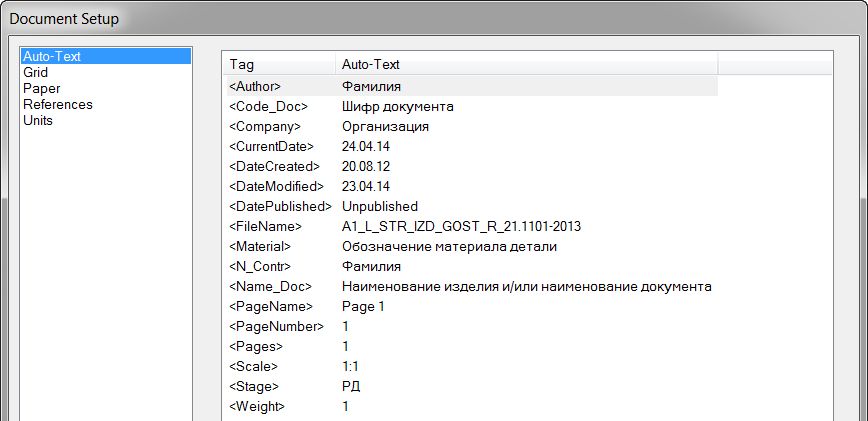 Document Setup
Auto-Text
Grid
Paper
References
Units
Tag Auto-Text
<Author> Фамилия
<Code_Doc> Шифр документа
<Company> Организация
<CurrentDate> 24.04.14
<DateCreated> 20.08.12
<DateModified> 23.04.14
<DatePublished> Unpublished
<FileName> A1_L_STR_IZD_GOST_R_21.1101-2013
<Material> Обозначение материала детали
<N_Contr> Фамилия
<Name_Doc> Наименование изделия и/или наименование документа
<PageName> Page 1
<PageNumber> 1
<Pages> 1
<Scale> 1:1
<Stage> РД
<Weight> 1